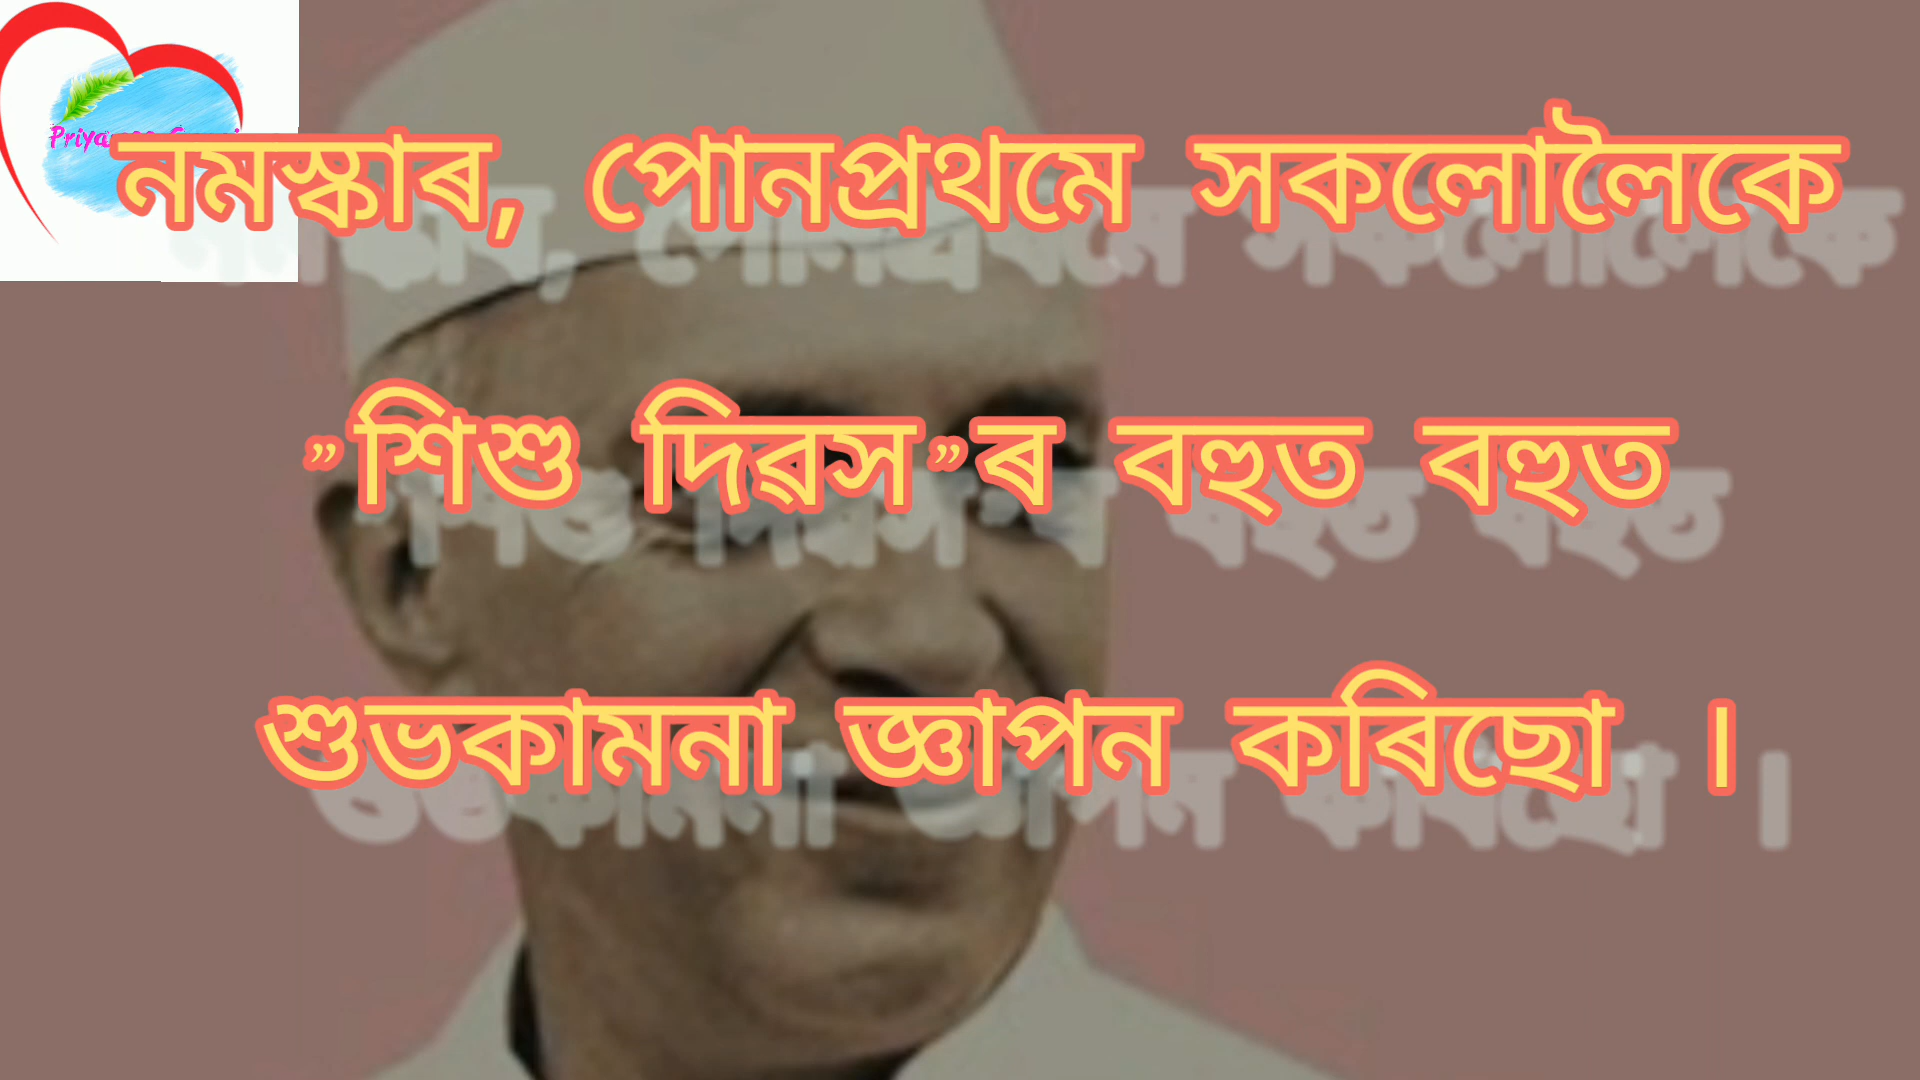 নমস্কাৰ, পোনপ্ৰথমে সকলোলৈকে
”শিশু দিৱস”ৰ বহুত বহুত
শুভকামনা জ্ঞাপন কৰিছো ।